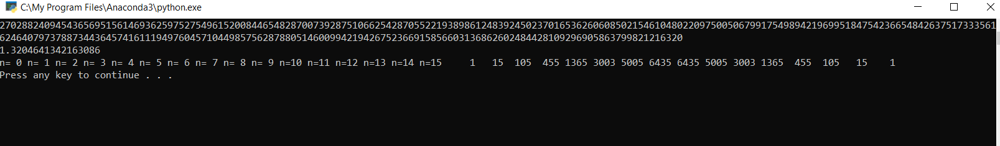 C:\My Program Files\Anaconda3\python.exe
270288240945436569515614693625975275496152008446548287007392875106625428705522193898612483924502370165362606085021546104802209750050679917549894219699518475423665484263751733356162
62464079737887344364574161119497604571044985756287880514600994219426752366915856603136862602484428109296905863799821216320
1.3204641342163086
n= 0 n= 1 n= 2 n= 3 n= 4 n= 5 n= 6 n= 7 n= 8 n= 9 n=10 n=11 n=12 n=13 n=14 n=15     1   15  105  455 1365 3003 5005 6435 6435 5005 3003 1365  455  105   15    1
Press any key to continue . . .